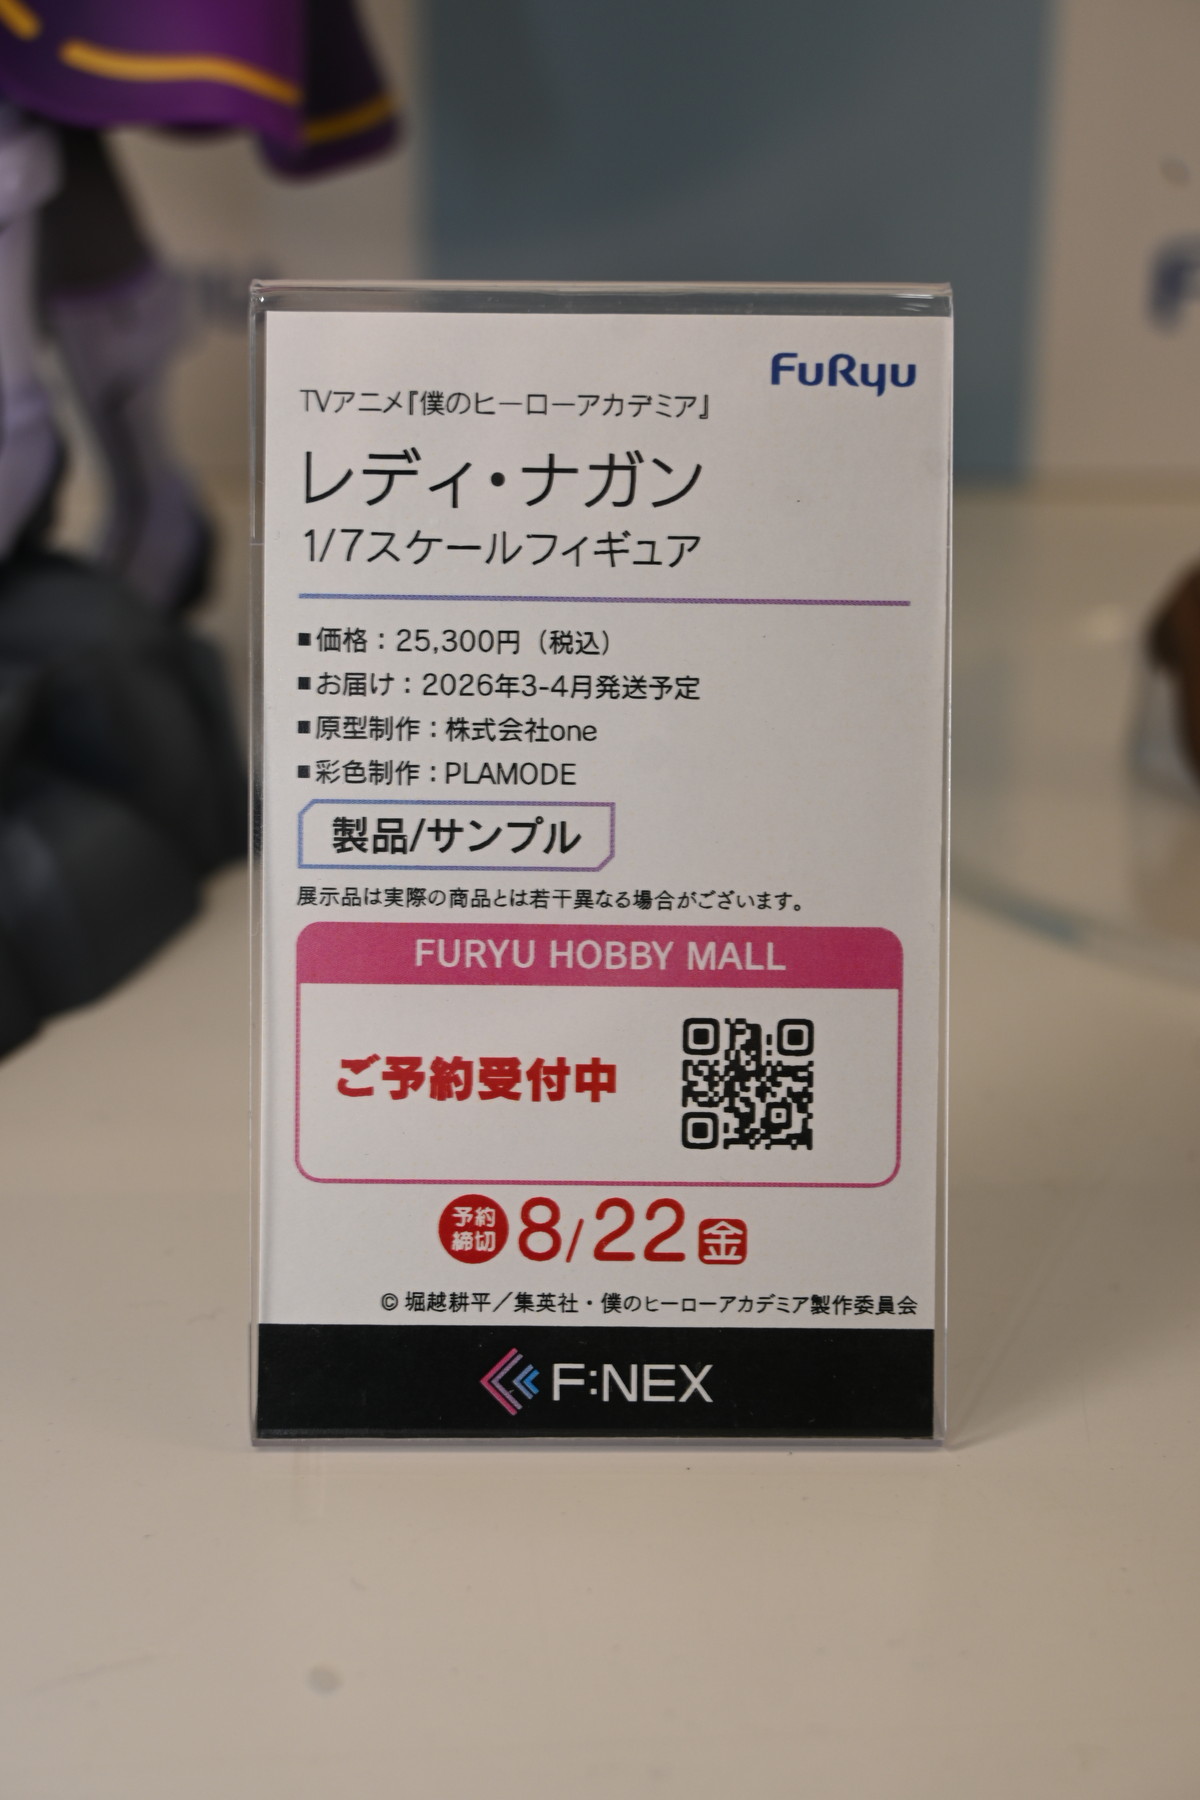 FuRyu
TVアニメ『僕のヒーローアカデミア』
レディ・ナガン
1/7スケールフィギュア
■価格：25,300円（税込）
■お届け：2026年3-4月発送予定
■原型制作：株式会社one
■彩色制作：PLAMODE
製品/サンプル
展示品は実際の商品とは若干異なる場合がございます。
FURYU HOBBY MALL
ご予約受付中
予約締切 8/22 金
© 堀越耕平／集英社・僕のヒーローアカデミア製作委員会
F:NEX